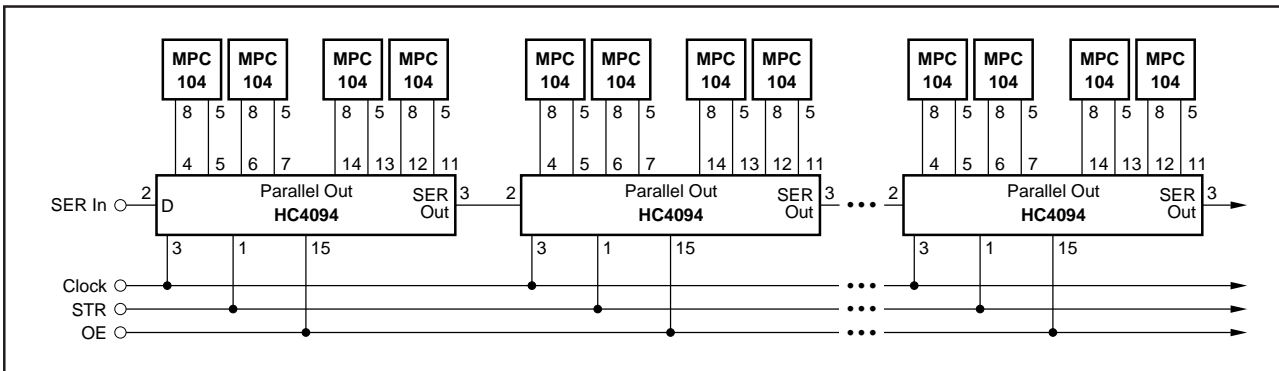 MPC 104 MPC 104 MPC 104 MPC 104 MPC 104 MPC 104 MPC 104 MPC 104 MPC 104 MPC 104 MPC 104 MPC 104
8 5 8 5 8 5 8 5 8 5 8 5 8 5 8 5 8 5 8 5 8 5 8 5
4 5 6 7 14 13 12 11 4 5 6 7 14 13 12 11 4 5 6 7 14 13 12 11
SER In 2 D Parallel Out HC4094 SER Out 3 2 Parallel Out HC4094 SER Out 3 2 Parallel Out HC4094 SER Out 3
3 1 15 3 1 15 3 1 15
Clock
STR
OE